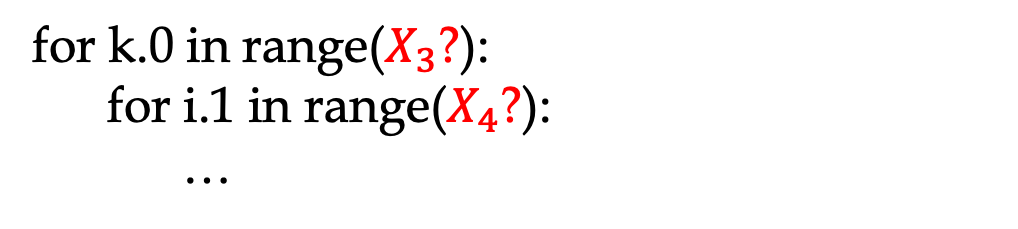 for k.0 in range(X₃?):
for i.1 in range(X₄?):
...